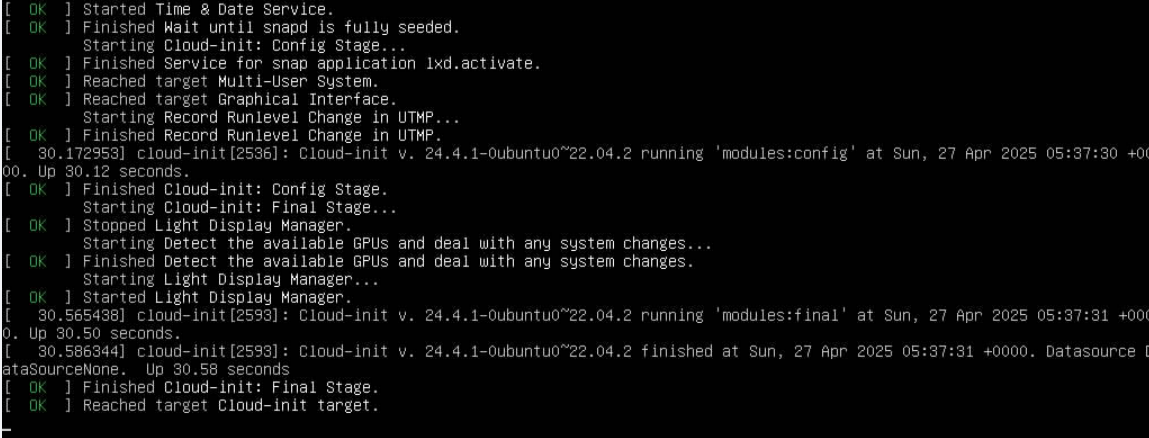 [  OK  ] Started Time & Date Service.
[  OK  ] Finished Wait until snapd is fully seeded.
         Starting Cloud-init: Config Stage...
[  OK  ] Finished Service for snap application lxd.activate.
[  OK  ] Reached target Multi-User System.
[  OK  ] Reached target Graphical Interface.
         Starting Record Runlevel Change in UTMP...
[  OK  ] Finished Record Runlevel Change in UTMP.
[   30.172953] cloud-init[2536]: Cloud-init v. 24.4.1-0ubuntu0~22.04.2 running 'modules:config' at Sun, 27 Apr 2025 05:37:30 +00
00. Up 30.12 seconds.
[  OK  ] Finished Cloud-init: Config Stage.
         Starting Cloud-init: Final Stage...
[  OK  ] Stopped Light Display Manager.
         Starting Detect the available GPUs and deal with any system changes...
[  OK  ] Finished Detect the available GPUs and deal with any system changes.
         Starting Light Display Manager...
[  OK  ] Started Light Display Manager.
[   30.565438] cloud-init[2593]: Cloud-init v. 24.4.1-0ubuntu0~22.04.2 running 'modules:final' at Sun, 27 Apr 2025 05:37:31 +000
0. Up 30.50 seconds.
[   30.586344] cloud-init[2593]: Cloud-init v. 24.4.1-0ubuntu0~22.04.2 finished at Sun, 27 Apr 2025 05:37:31 +0000. Datasource D
ataSourceNone.  Up 30.58 seconds
[  OK  ] Finished Cloud-init: Final Stage.
[  OK  ] Reached target Cloud-init target.